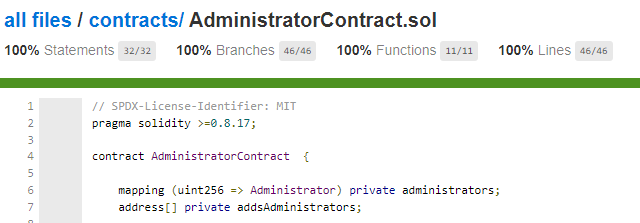 all files / contracts/ AdministratorContract.sol
100% Statements 32/32 100% Branches 46/46 100% Functions 11/11 100% Lines 46/46
1 // SPDX-License-Identifier: MIT
2 pragma solidity >=0.8.17;
3
4 contract AdministratorContract  {
5
6     mapping (uint256 => Administrator) private administrators;
7     address[] private addsAdministrators;